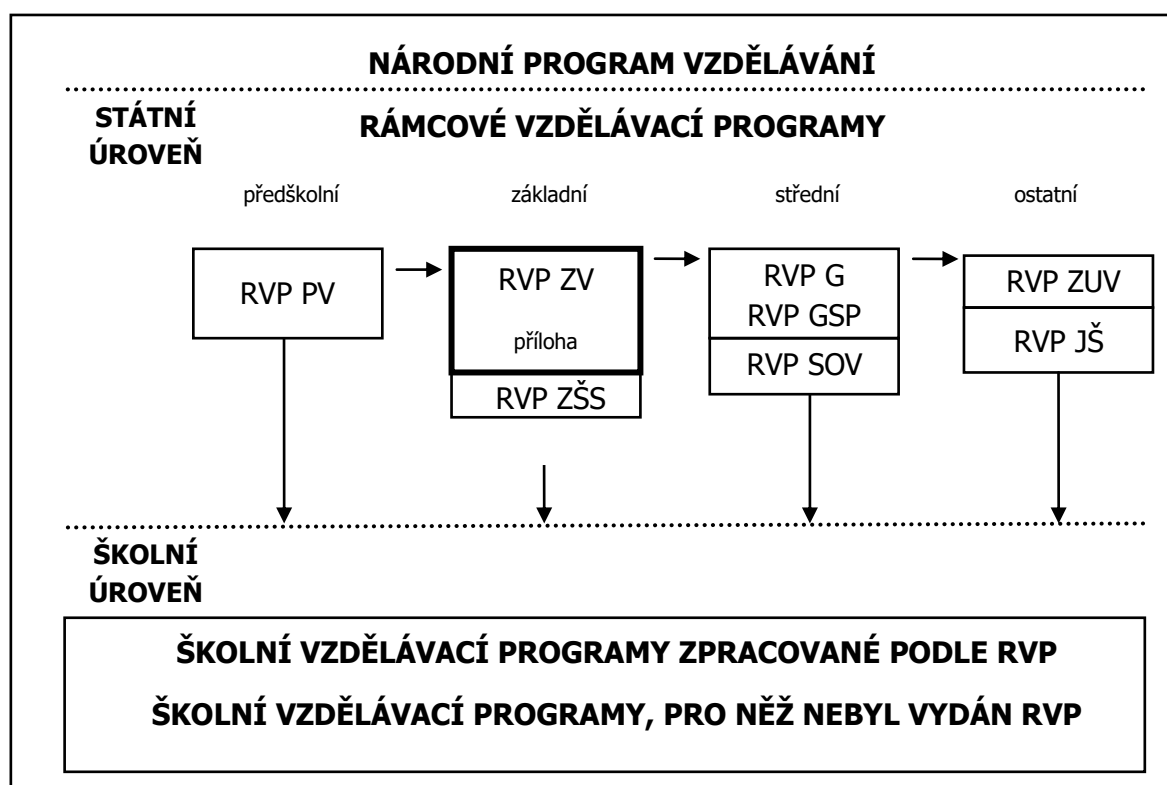 NÁRODNÍ PROGRAM VZDĚLÁVÁNÍ
STÁTNÍ
ÚROVEŇ
RÁMCOVÉ VZDĚLÁVACÍ PROGRAMY
předškolní
základní
střední
ostatní
RVP PV
RVP ZV
příloha
RVP ZŠS
RVP G
RVP GSP
RVP SOV
RVP ZUV
RVP JŠ
ŠKOLNÍ
ÚROVEŇ
ŠKOLNÍ VZDĚLÁVACÍ PROGRAMY ZPRACOVANÉ PODLE RVP
ŠKOLNÍ VZDĚLÁVACÍ PROGRAMY, PRO NĚŽ NEBYL VYDÁN RVP